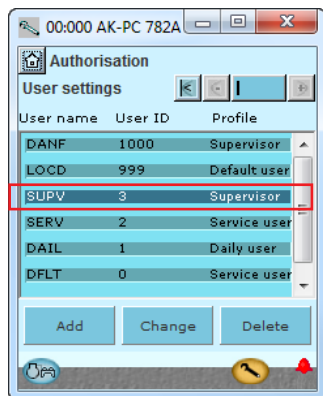 00:000 AK-PC 782A
Authorisation
User settings
User name User ID Profile
DANF 1000 Supervisor
LOCD 999 Default user
SUPV 3 Supervisor
SERV 2 Service user
DAIL 1 Daily user
DFLT 0 Service user
Add Change Delete